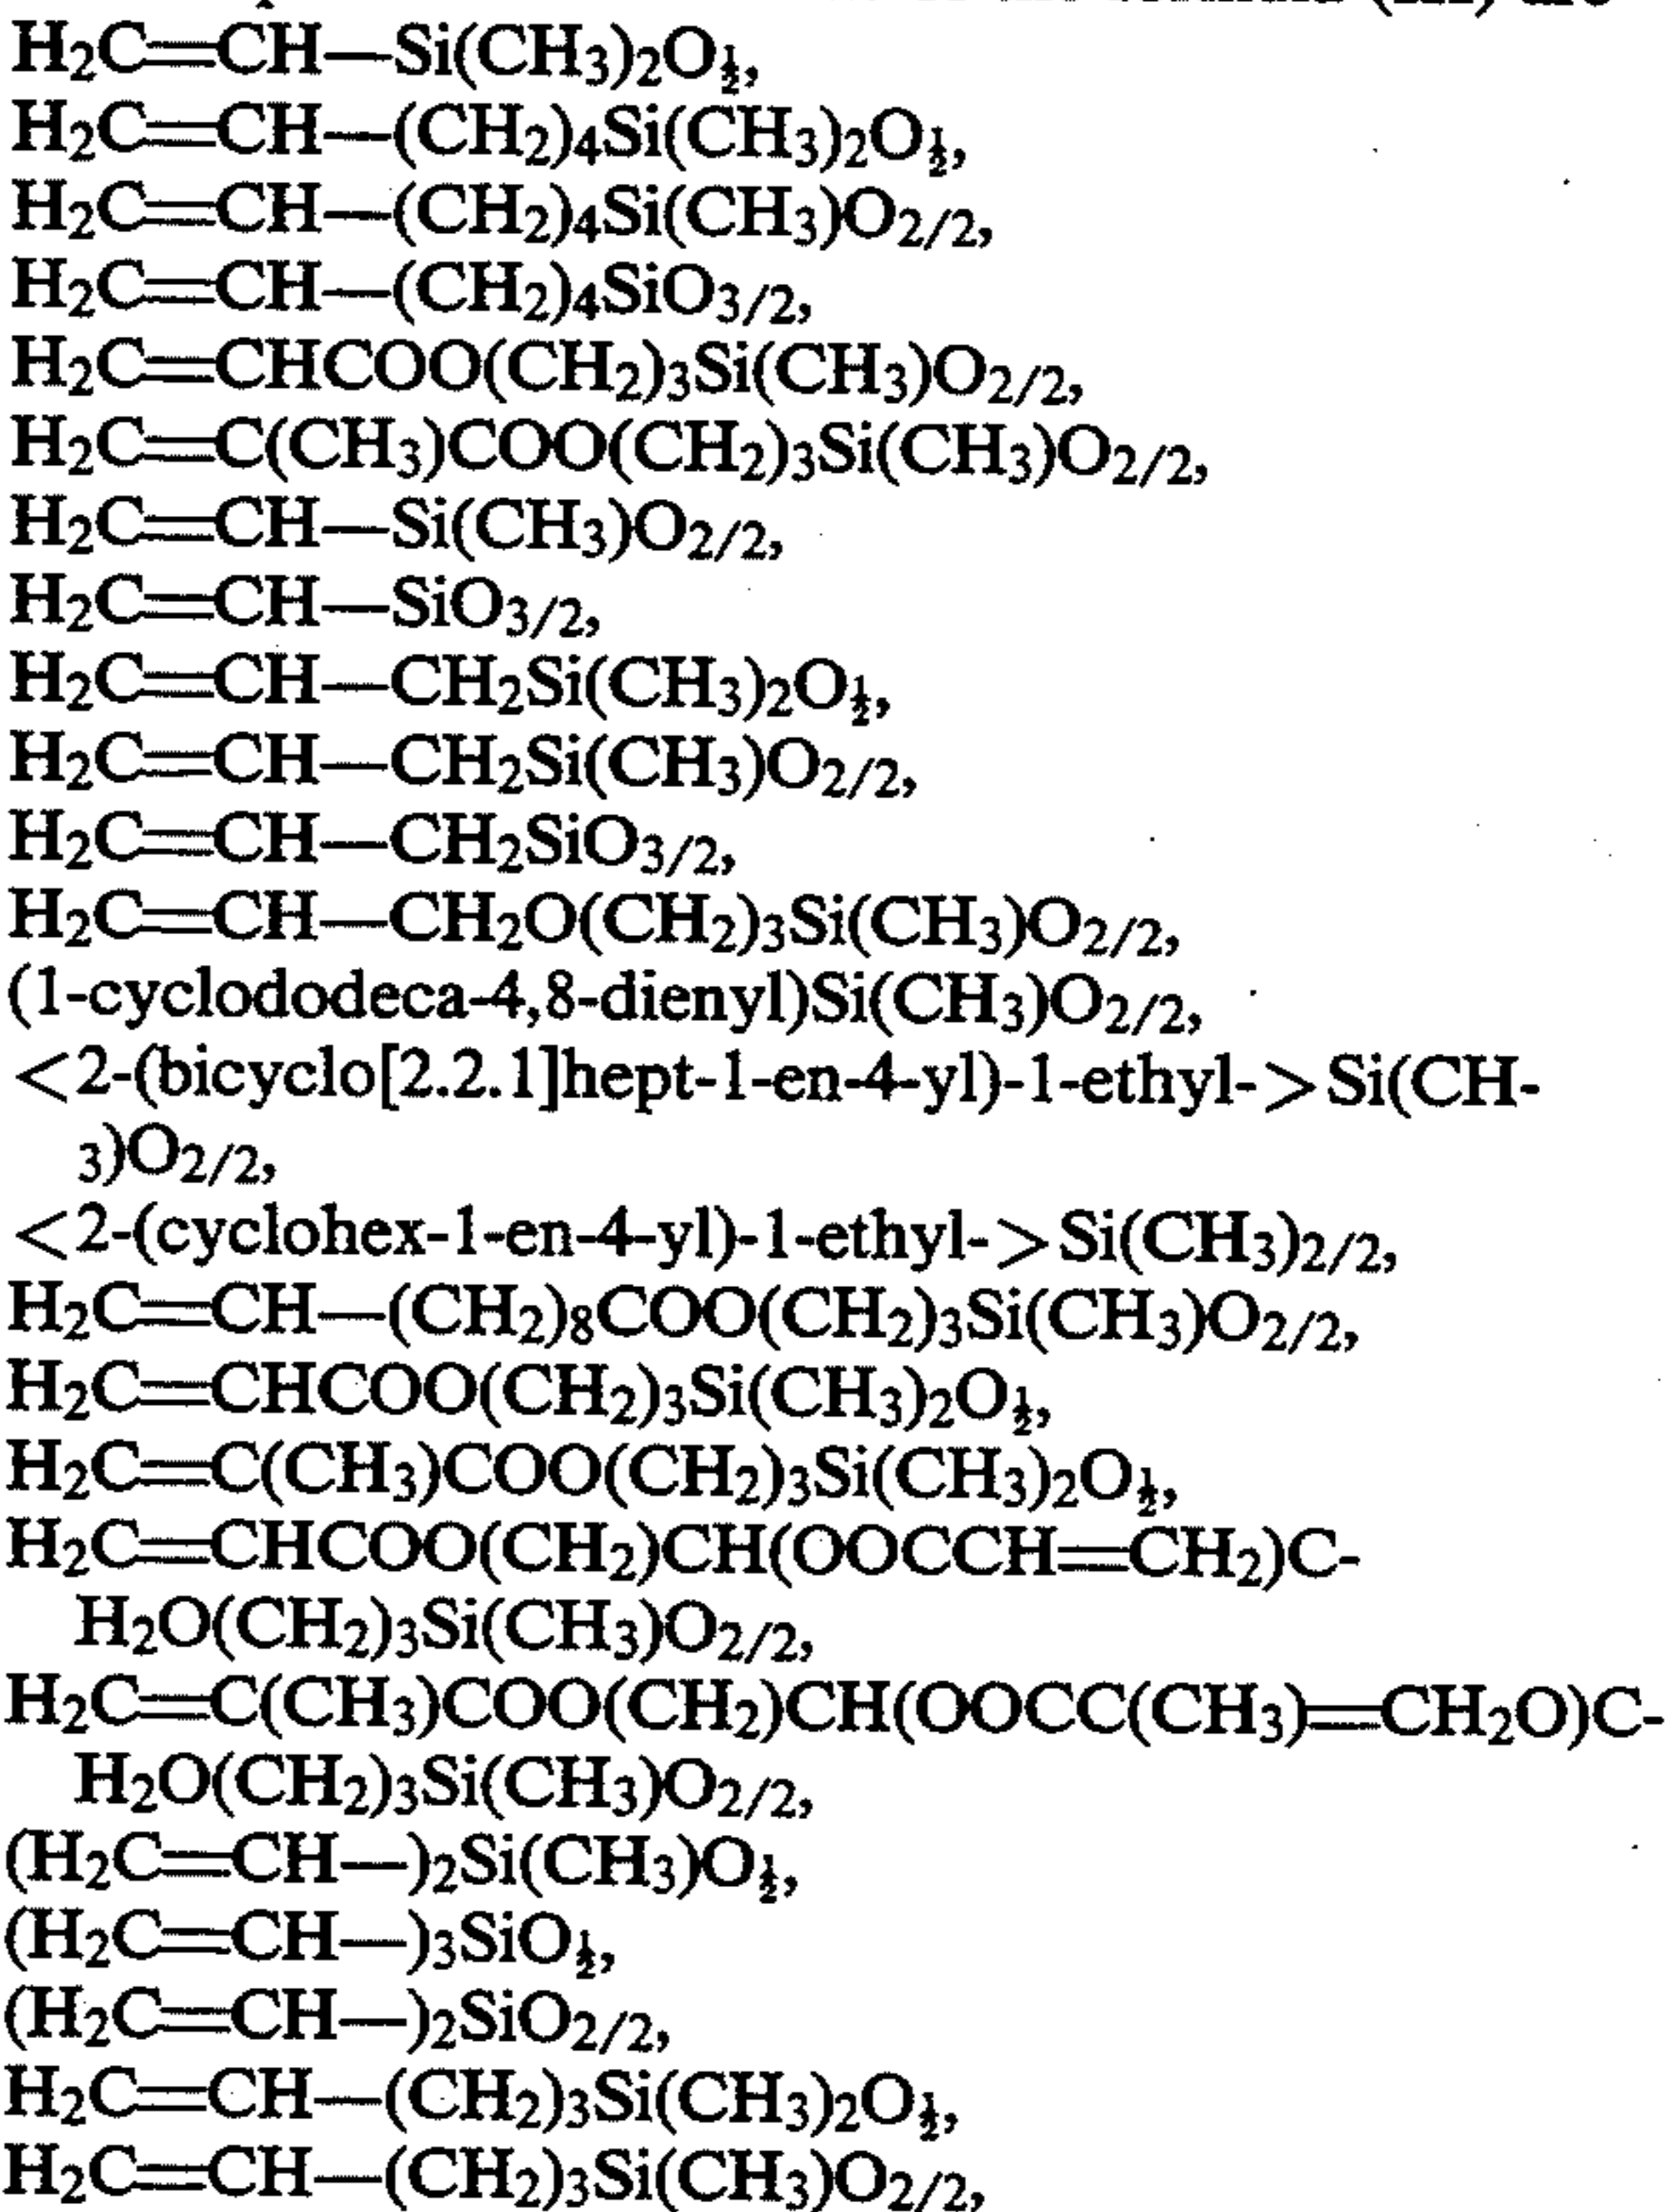 H₂C═CH—Si(CH₃)₂O½,
H₂C═CH—(CH₂)₄Si(CH₃)₂O½,
H₂C═CH—(CH₂)₄Si(CH₃)O₂/₂,
H₂C═CH—(CH₂)₄SiO₃/₂,
H₂C═CHCOO(CH₂)₃Si(CH₃)O₂/₂,
H₂C═C(CH₃)COO(CH₂)₃Si(CH₃)O₂/₂,
H₂C═CH—Si(CH₃)O₂/₂,
H₂C═CH—SiO₃/₂,
H₂C═CH—CH₂Si(CH₃)₂O½,
H₂C═CH—CH₂Si(CH₃)O₂/₂,
H₂C═CH—CH₂SiO₃/₂,
H₂C═CH—CH₂O(CH₂)₃Si(CH₃)O₂/₂,
(1-cyclododeca-4,8-dienyl)Si(CH₃)O₂/₂,
<2-(bicyclo[2.2.1]hept-1-en-4-yl)-1-ethyl->Si(CH-
₃)O₂/₂,
<2-(cyclohex-1-en-4-yl)-1-ethyl->Si(CH₃)₂/₂,
H₂C═CH—(CH₂)₈COO(CH₂)₃Si(CH₃)O₂/₂,
H₂C═CHCOO(CH₂)₃Si(CH₃)₂O½,
H₂C═C(CH₃)COO(CH₂)₃Si(CH₃)₂O½,
H₂C═CHCOO(CH₂)CH(OOCCH═CH₂)C-
H₂O(CH₂)₃Si(CH₃)O₂/₂,
H₂C═C(CH₃)COO(CH₂)CH(OOCC(CH₃)═CH₂O)C-
H₂O(CH₂)₃Si(CH₃)O₂/₂,
(H₂C═CH—)₂Si(CH₃)O½,
(H₂C═CH—)₃SiO½,
(H₂C═CH—)₂SiO₂/₂,
H₂C═CH—(CH₂)₃Si(CH₃)₂O½,
H₂C═CH—(CH₂)₃Si(CH₃)O₂/₂,